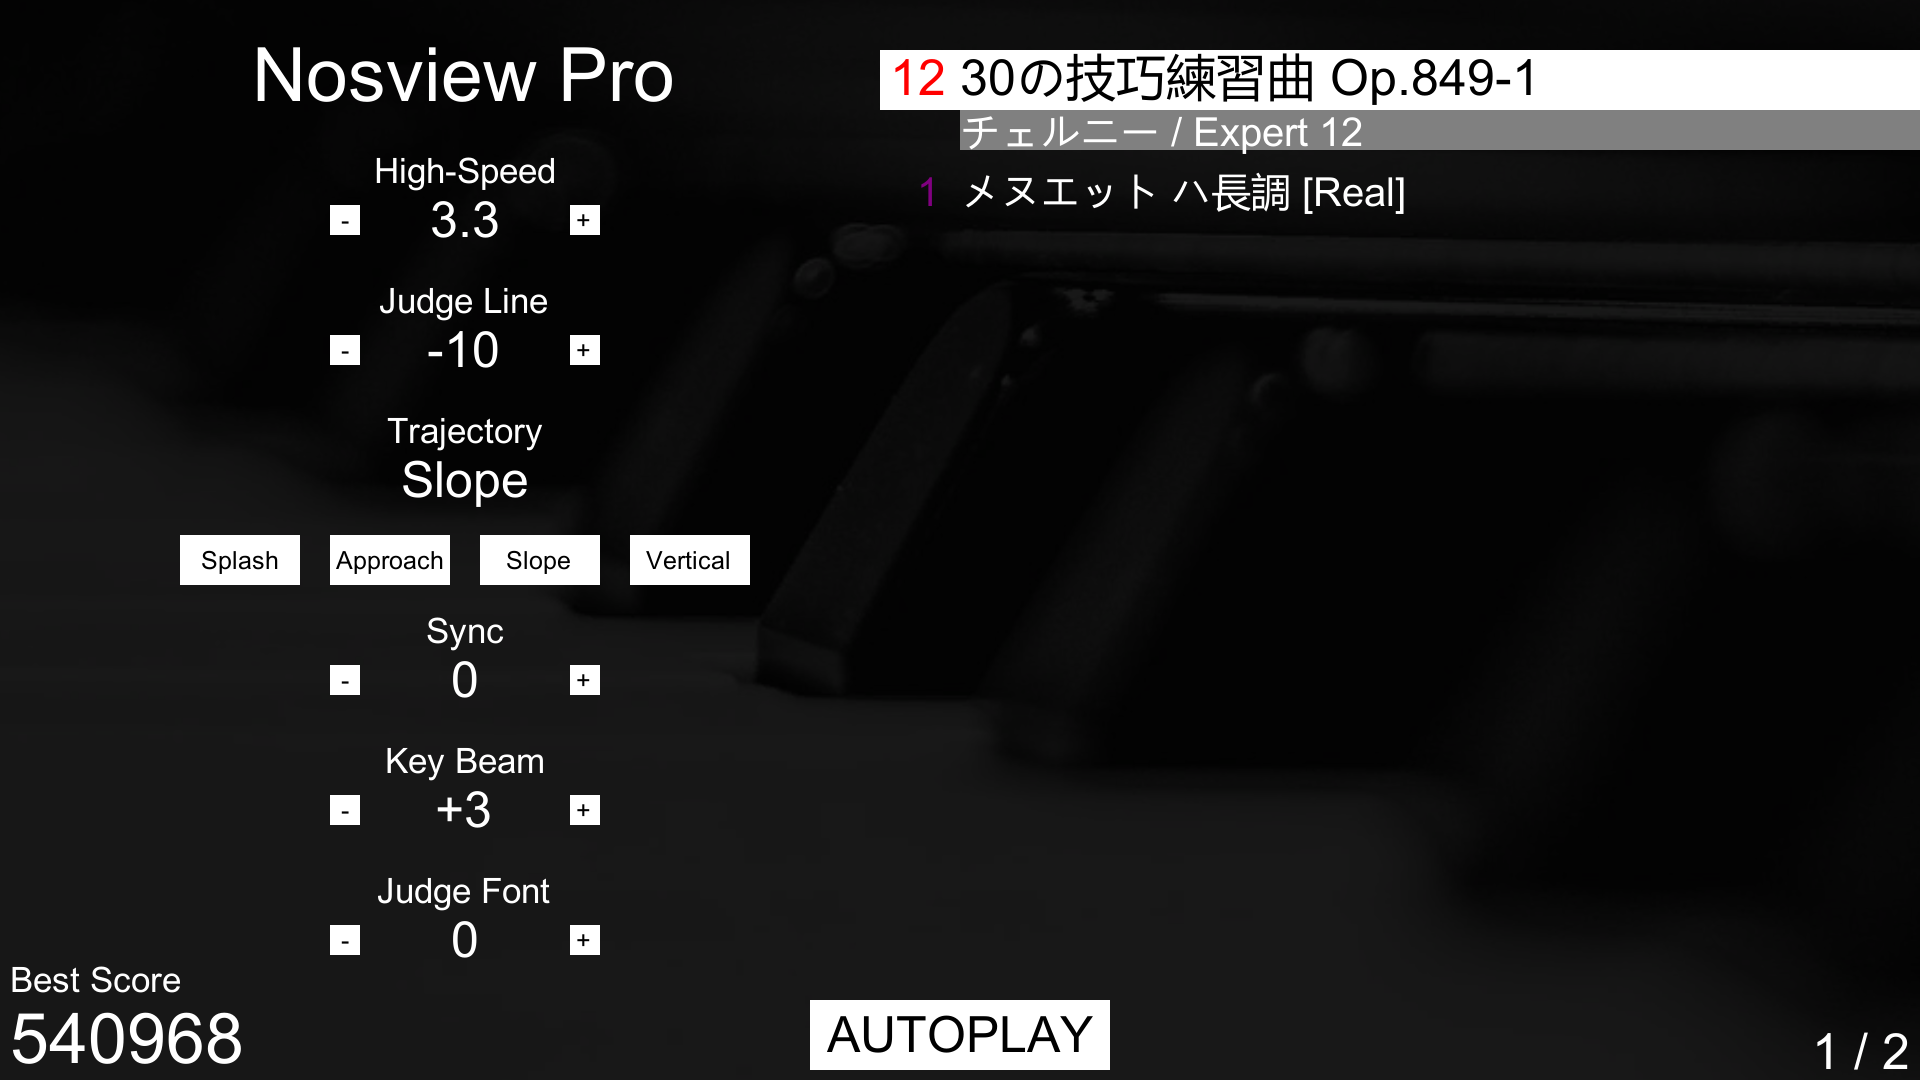 Nosview Pro
High-Speed
- 3.3 +
Judge Line
- -10 +
Trajectory
Slope
Splash Approach Slope Vertical
Sync
- 0 +
Key Beam
- +3 +
Judge Font
- 0 +
Best Score
540968
12 30の技巧練習曲 Op.849-1
チェルニー / Expert 12
1 メヌエット ハ長調 [Real]
AUTOPLAY
1 / 2